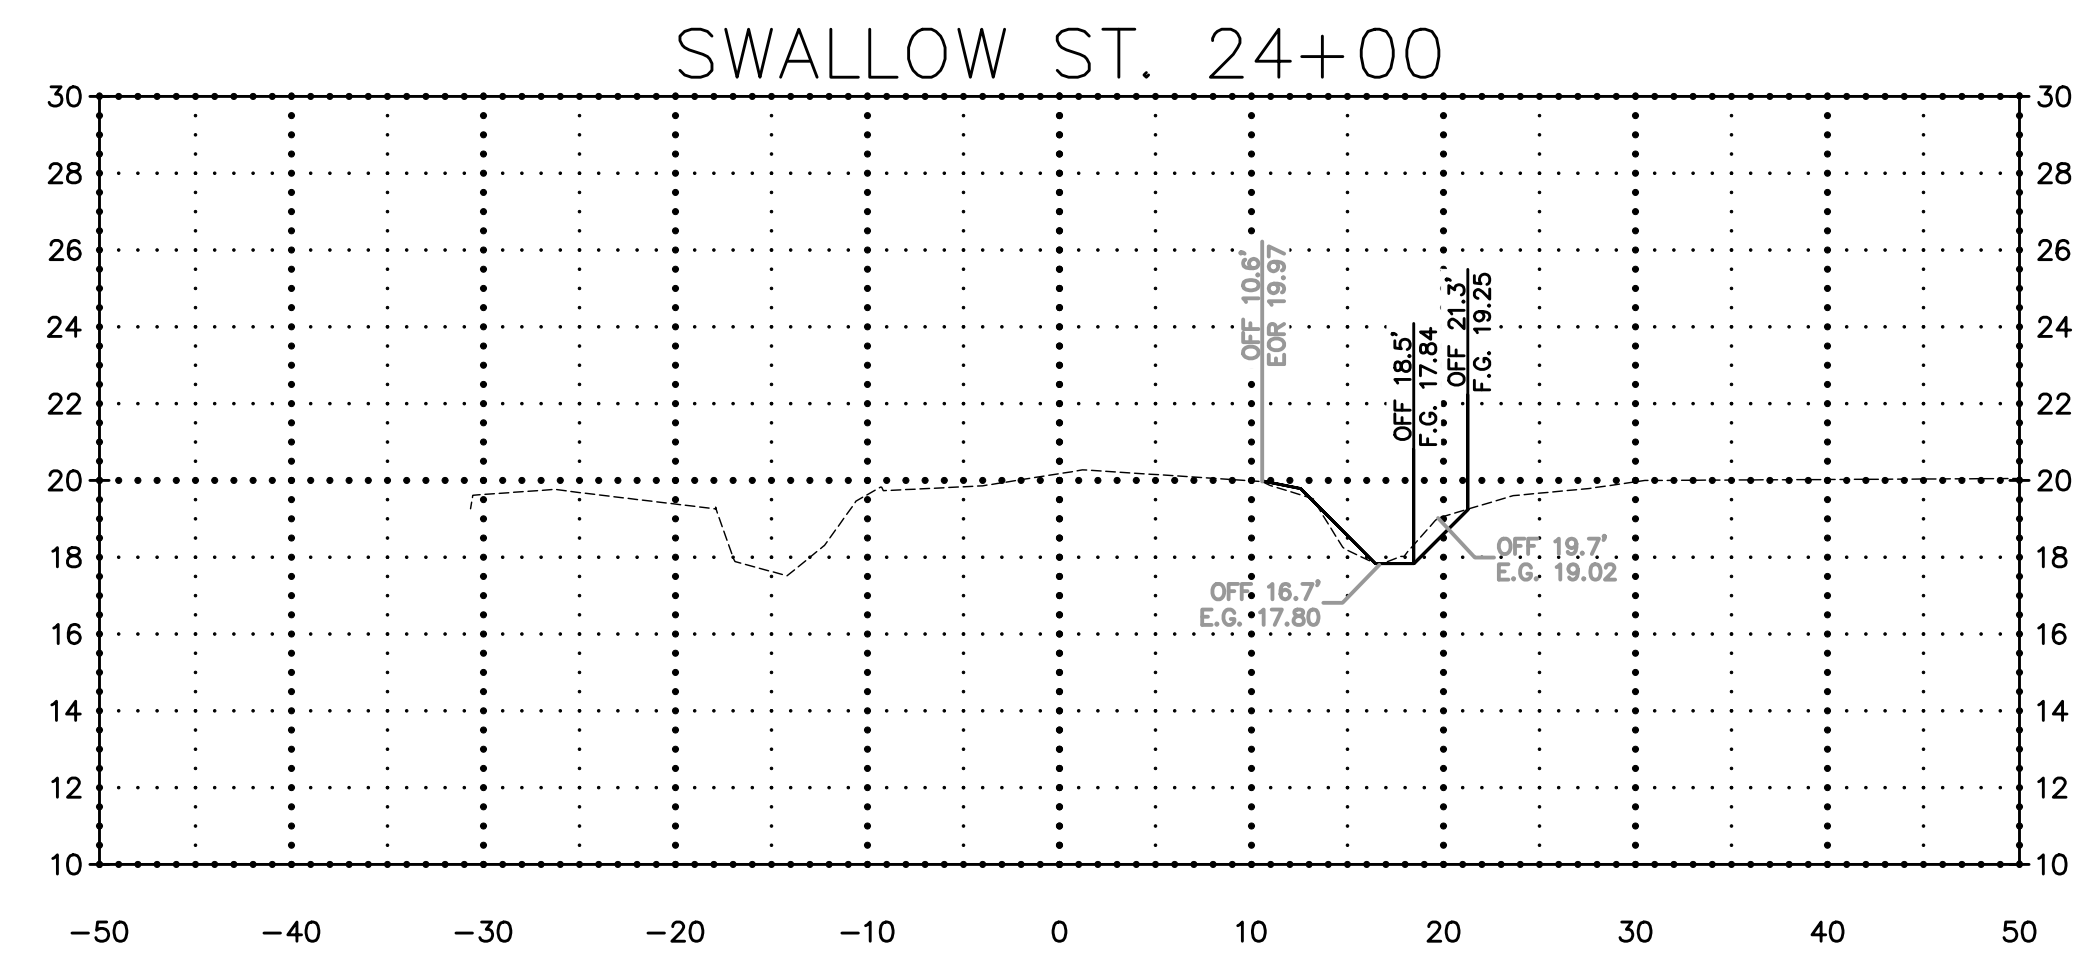 SWALLOW ST. 24+00
30 30
28 28
26 26
24 24
22 22
20 20
18 18
16 16
14 14
12 12
10 10
OFF 10.6'
EOR 19.97
OFF 18.5'
F.G. 17.84
OFF 21.3'
F.G. 19.25
OFF 19.7'
E.G. 19.02
OFF 16.7'
E.G. 17.80
-50 -40 -30 -20 -10 0 10 20 30 40 50